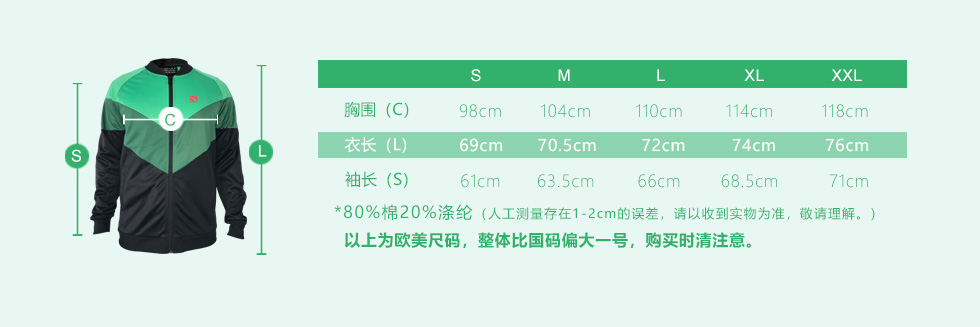 S M L XL XXL
胸围（C） 98cm 104cm 110cm 114cm 118cm
衣长（L） 69cm 70.5cm 72cm 74cm 76cm
袖长（S） 61cm 63.5cm 66cm 68.5cm 71cm
*80%棉20%涤纶（人工测量存在1-2cm的误差，请以收到实物为准，敬请理解。）
以上为欧美尺码，整体比国码偏大一号，购买时清注意。
C
S
L